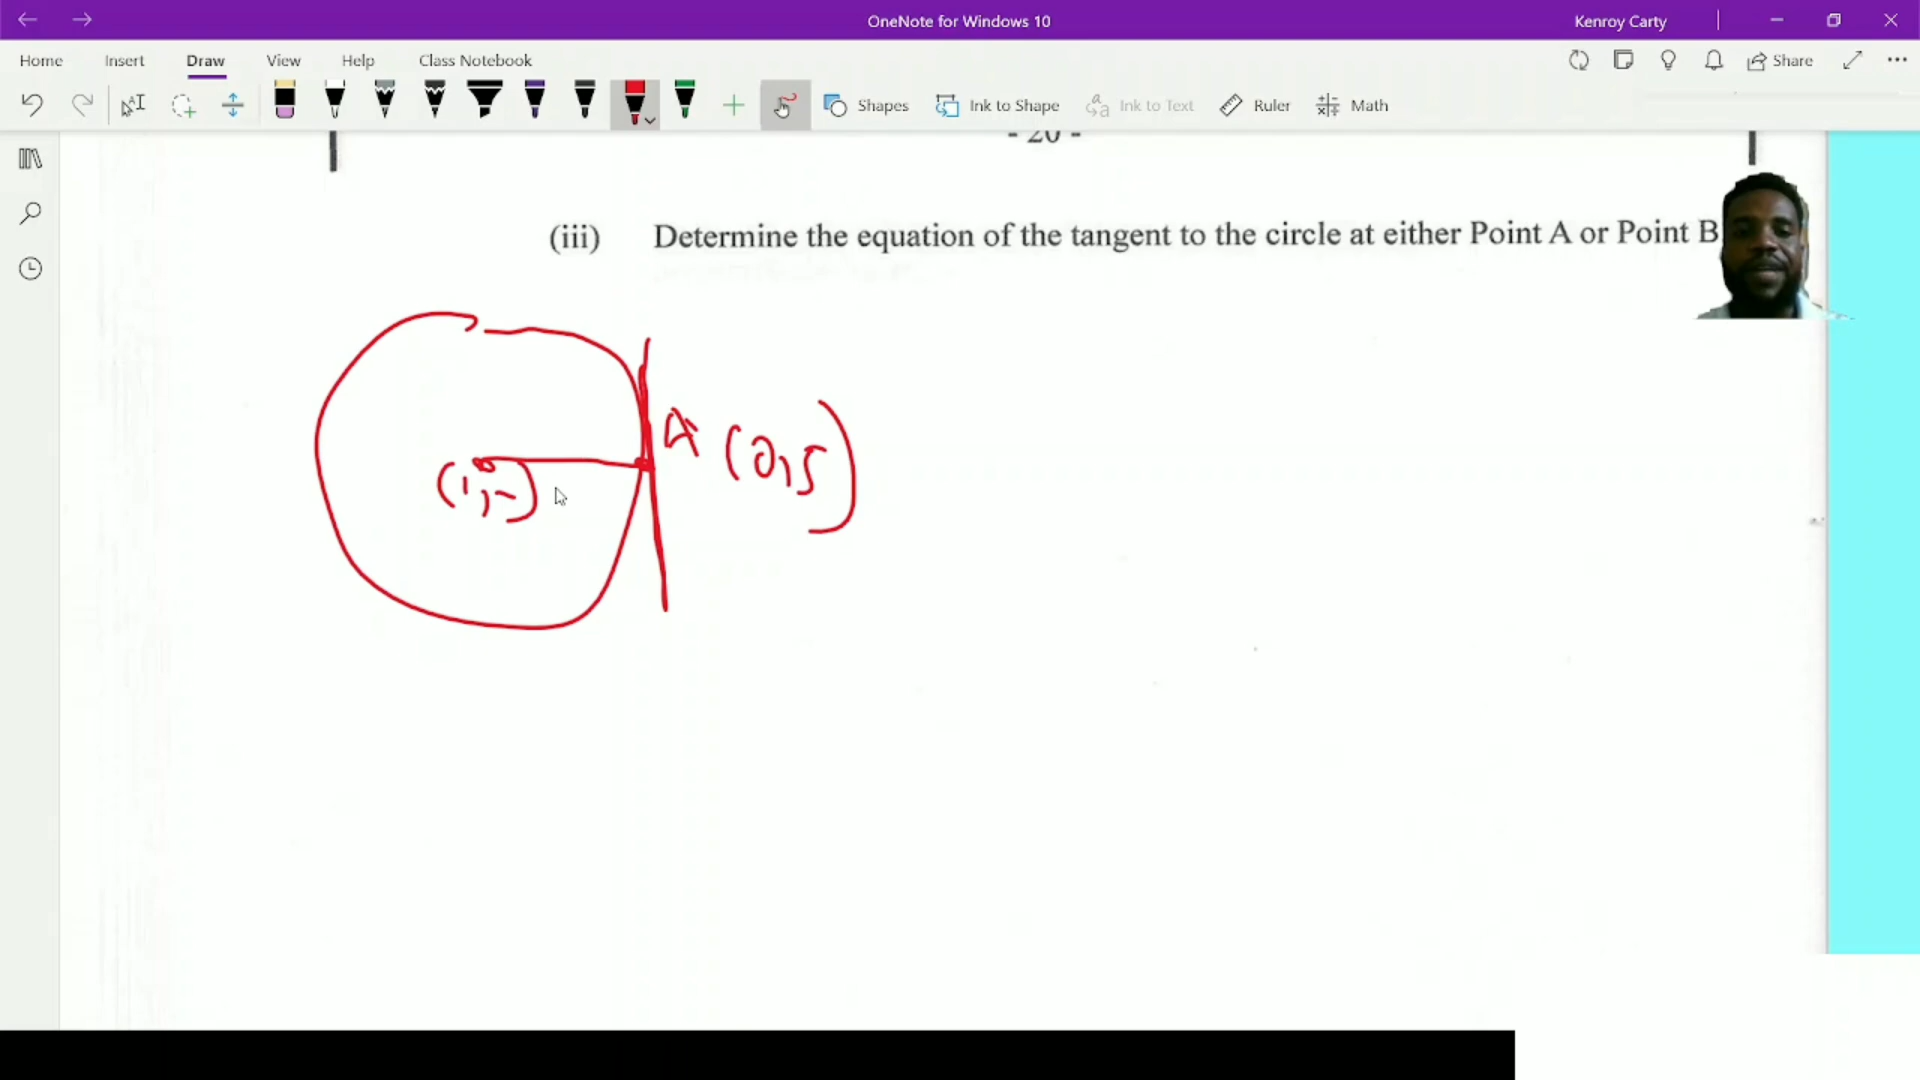 OneNote for Windows 10
Kenroy Carty
Home Insert Draw View Help Class Notebook
Share
Shapes Ink to Shape Ink to Text Ruler Math
- 20 -
(iii) Determine the equation of the tangent to the circle at either Point A or Point B
A (0,5)
(1,-)